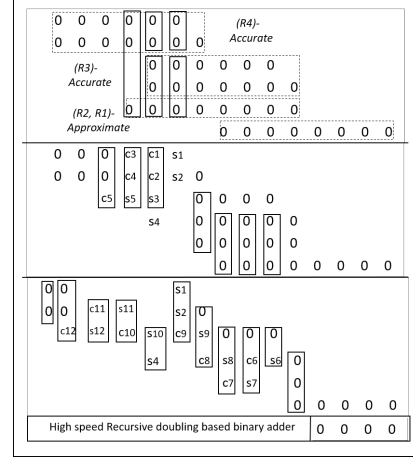 0 0 0 0 0 0 (R4)-
0 0 0 0 0 0 0 Accurate
(R3)- 0 0 0 0 0 0
Accurate 0 0 0 0 0 0 0
(R2, R1)- 0 0 0 0 0 0 0 0
Approximate 0 0 0 0 0 0 0 0
0 0 0 c3 c1 s1
0 0 0 c4 c2 s2 0
c5 s3 0 0 0 0
s4 0 0 0 0 0
0 0 0 0 0
0 0 0 0 0 0 0 0
0 0 s1
0 0 c11 s11 s2 0
c12 s12 c10 s10 c9 s9 0 0 0
s4 c8 s8 c6 s6 0
c7 s7 0
0 0 0 0 0
High speed Recursive doubling based binary adder 0 0 0 0